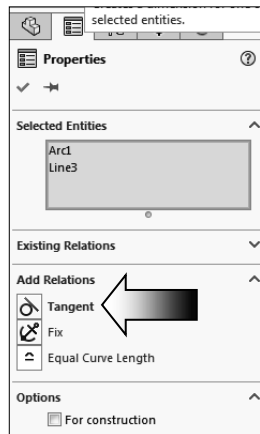 selected entities.
Properties
Selected Entities
Arc1
Line3
Existing Relations
Add Relations
Tangent
Fix
Equal Curve Length
Options
For construction